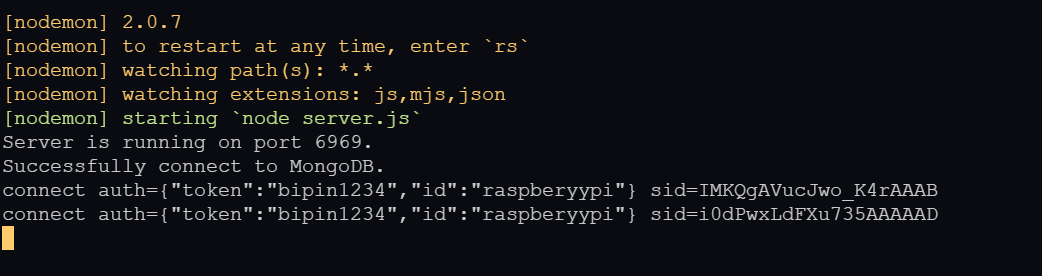 [nodemon] 2.0.7
[nodemon] to restart at any time, enter `rs`
[nodemon] watching path(s): *.*
[nodemon] watching extensions: js,mjs,json
[nodemon] starting `node server.js`
Server is running on port 6969.
Successfully connect to MongoDB.
connect auth={"token":"bipin1234","id":"raspberyypi"} sid=IMKQgAVucJwo_K4rAAAB
connect auth={"token":"bipin1234","id":"raspberyypi"} sid=i0dPwxLdFXu735AAAAAD